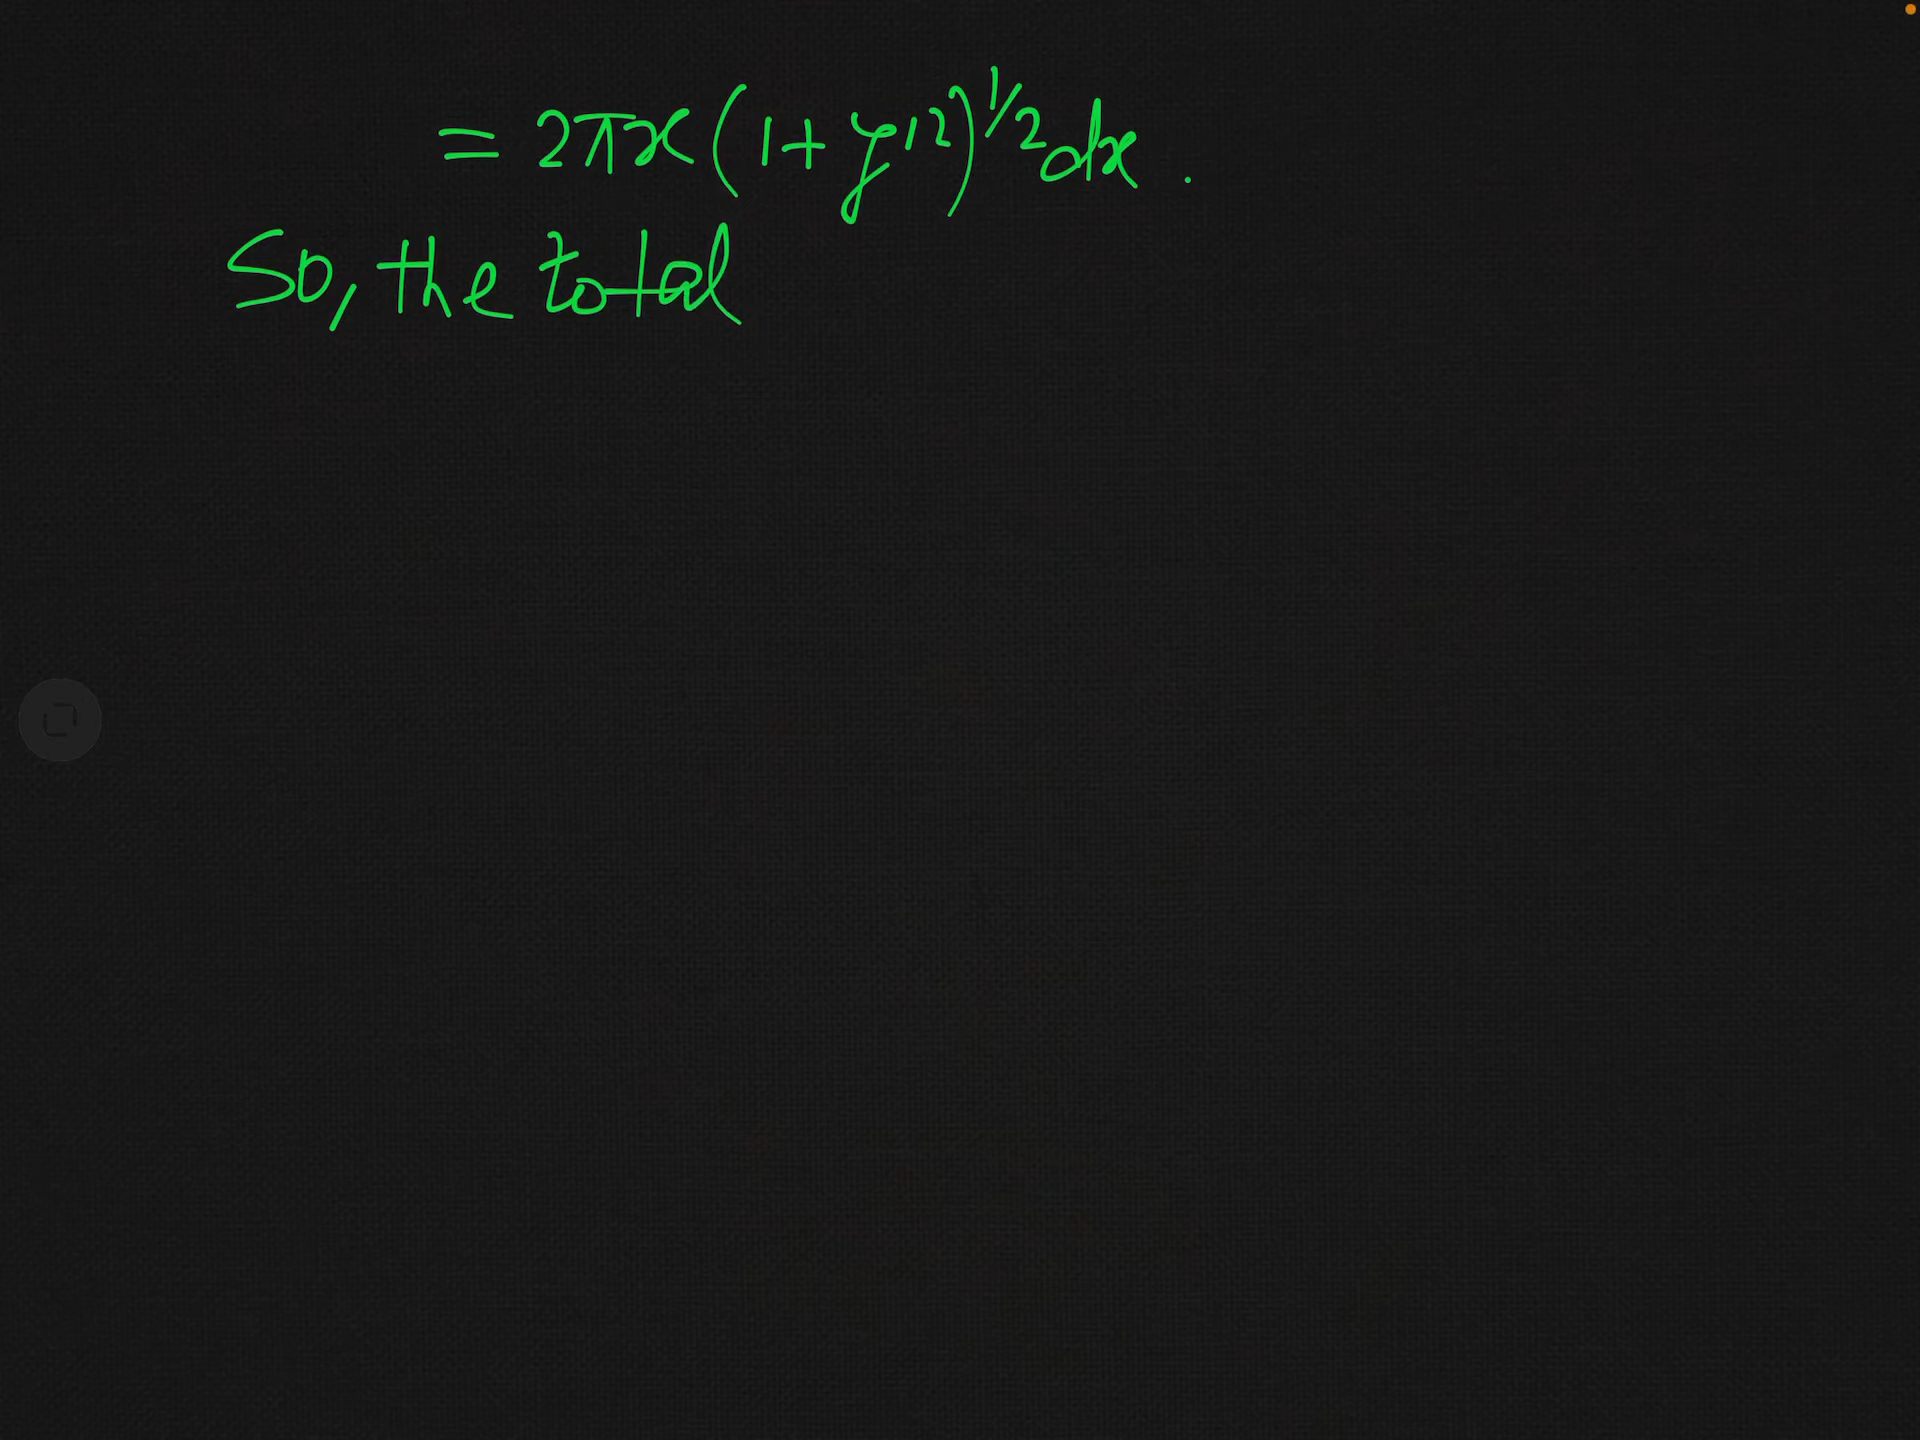 = 2πx(1+y'²)^1/2 dx .
So, the total